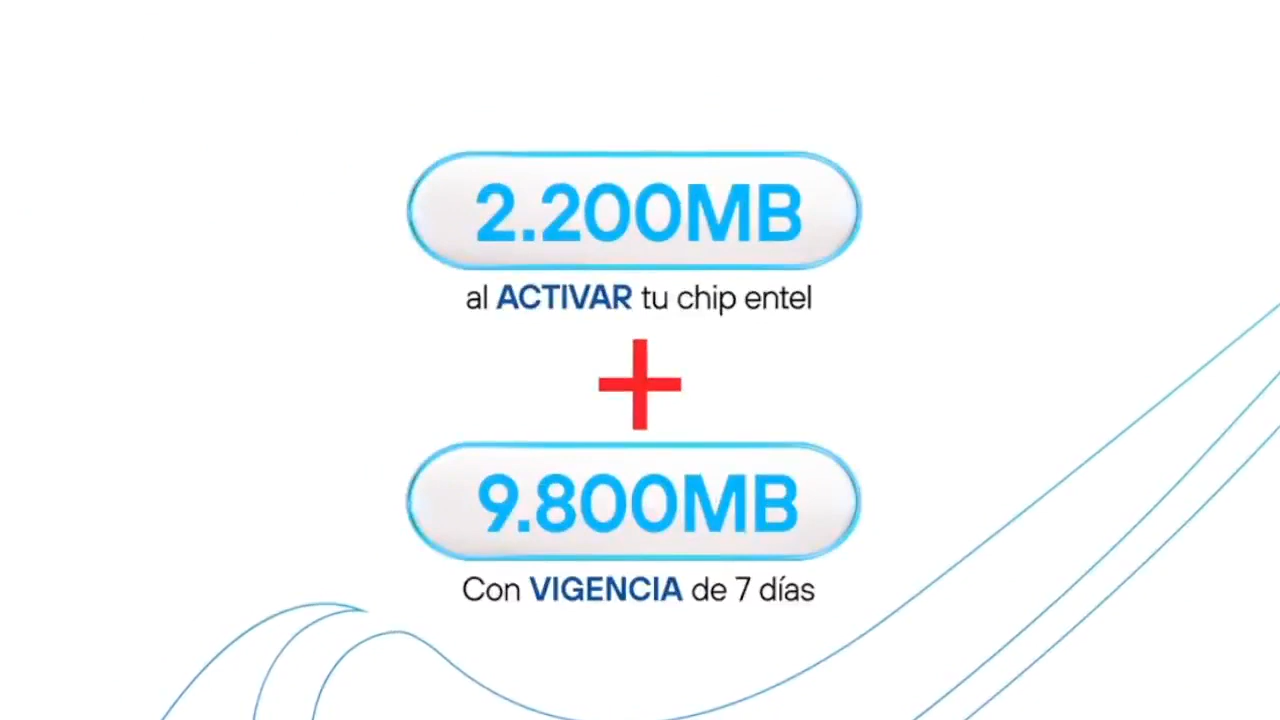 2.200MB
al ACTIVAR tu chip entel
+
9.800MB
Con VIGENCIA de 7 días